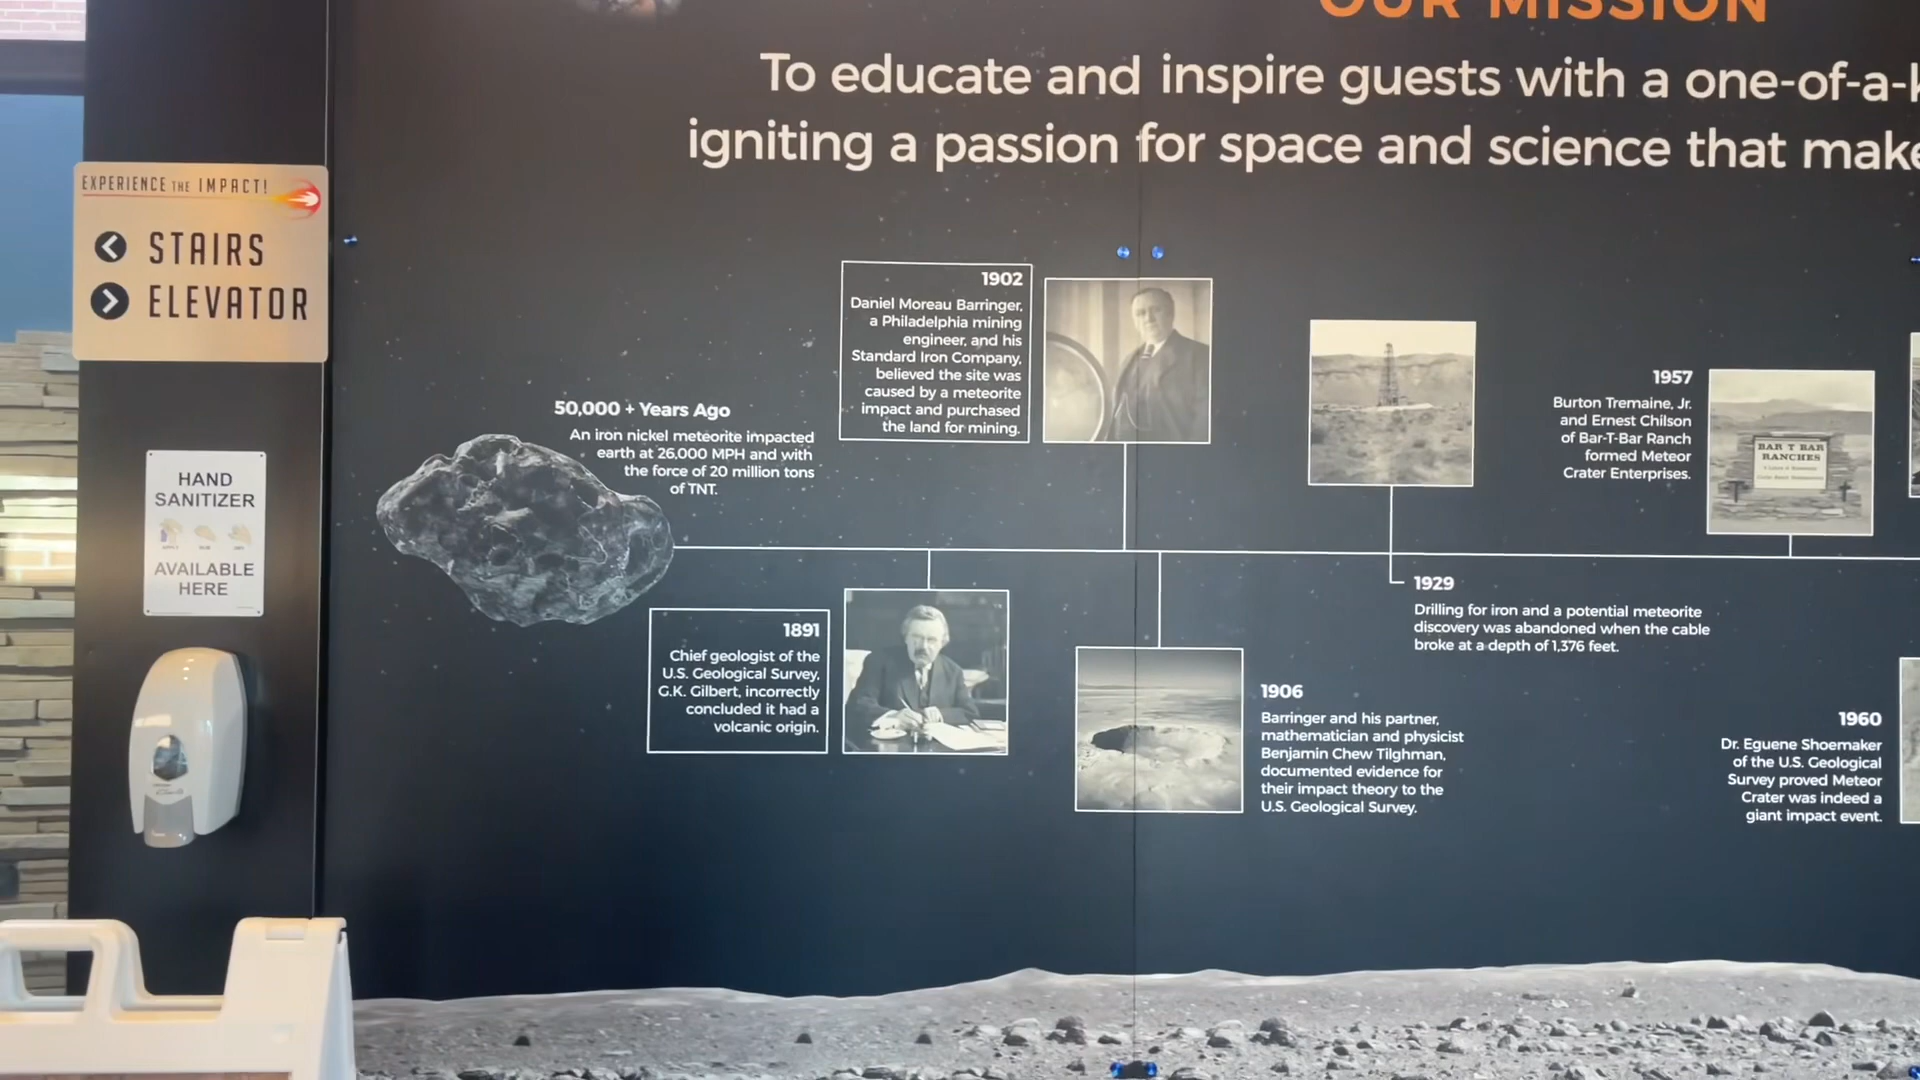 OUR MISSION
To educate and inspire guests with a one-of-a-k
igniting a passion for space and science that make
EXPERIENCE THE IMPACT!
STAIRS
ELEVATOR
HAND
SANITIZER
AVAILABLE
HERE
50,000 + Years Ago
An iron nickel meteorite impacted
earth at 26,000 MPH and with
the force of 20 million tons
of TNT.
1902
Daniel Moreau Barringer,
a Philadelphia mining
engineer, and his
Standard Iron Company,
believed the site was
caused by a meteorite
impact and purchased
the land for mining.
1957
Burton Tremaine, Jr.
and Ernest Chilson
of Bar-T-Bar Ranch
formed Meteor
Crater Enterprises.
BAR T BAR
RANCHES
1891
Chief geologist of the
U.S. Geological Survey,
G.K. Gilbert, incorrectly
concluded it had a
volcanic origin.
1906
Barringer and his partner,
mathematician and physicist
Benjamin Chew Tilghman,
documented evidence for
their impact theory to the
U.S. Geological Survey.
1929
Drilling for iron and a potential meteorite
discovery was abandoned when the cable
broke at a depth of 1,376 feet.
1960
Dr. Eguene Shoemaker
of the U.S. Geological
Survey proved Meteor
Crater was indeed a
giant impact event.